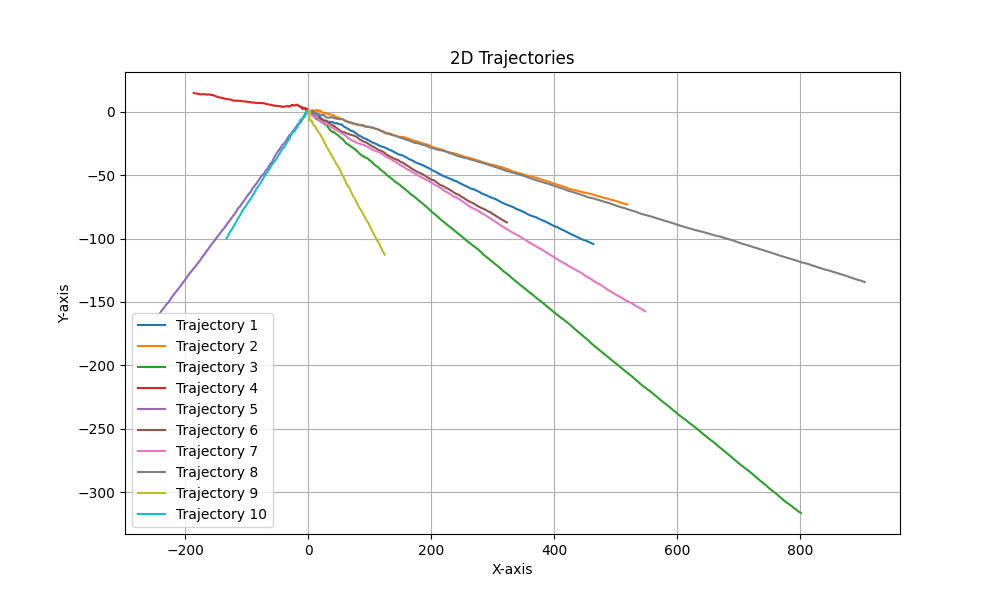 2D Trajectories
Y-axis
0
−50
−100
−150
−200
−250
−300
Trajectory 1
Trajectory 2
Trajectory 3
Trajectory 4
Trajectory 5
Trajectory 6
Trajectory 7
Trajectory 8
Trajectory 9
Trajectory 10
−200 0 200 400 600 800
X-axis